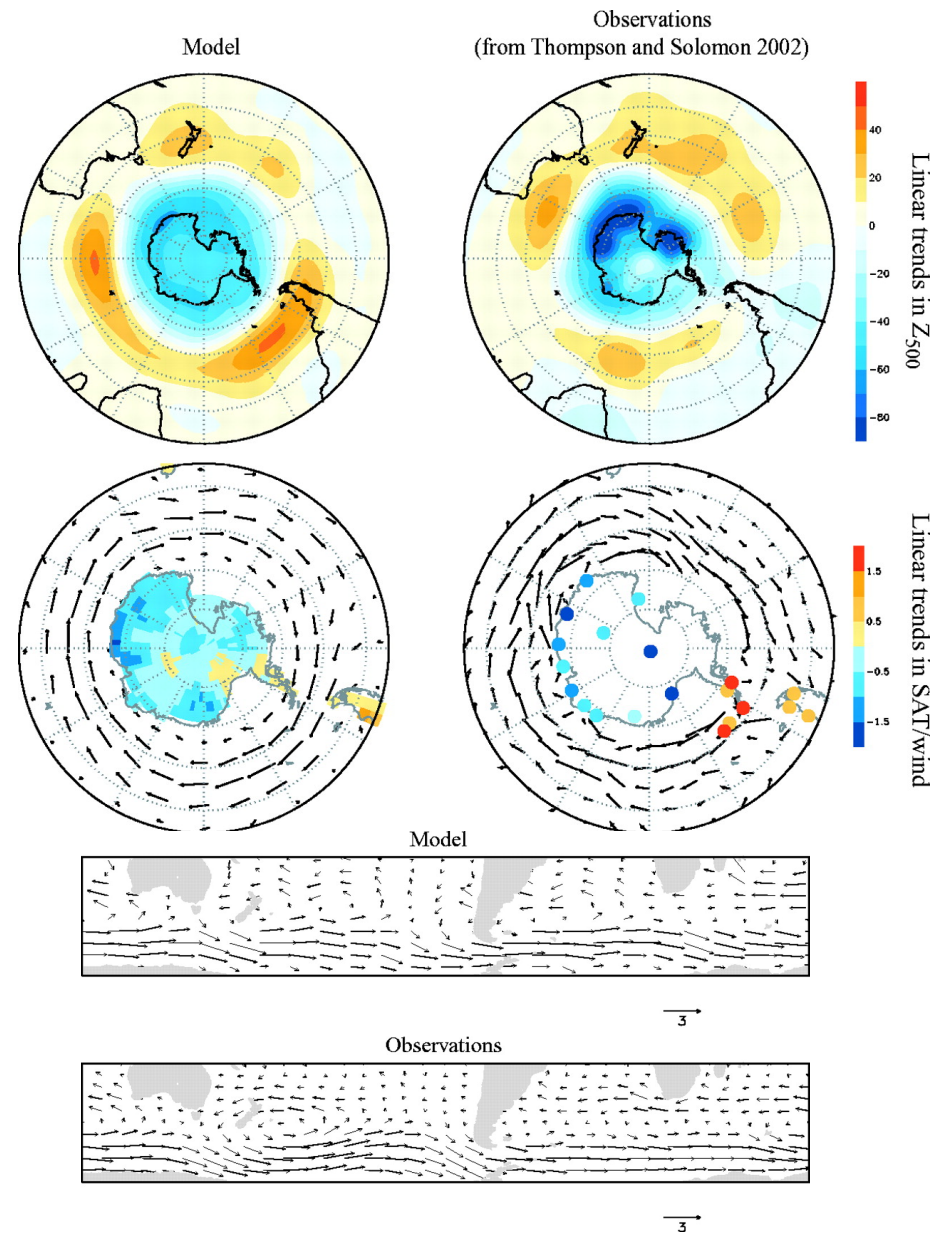 Model
Observations
(from Thompson and Solomon 2002)
40
20
0
−20
−40
−60
−80
Linear trends in Z500
1.5
0.5
−0.5
−1.5
Linear trends in SAT/wind
Model
3
Observations
3